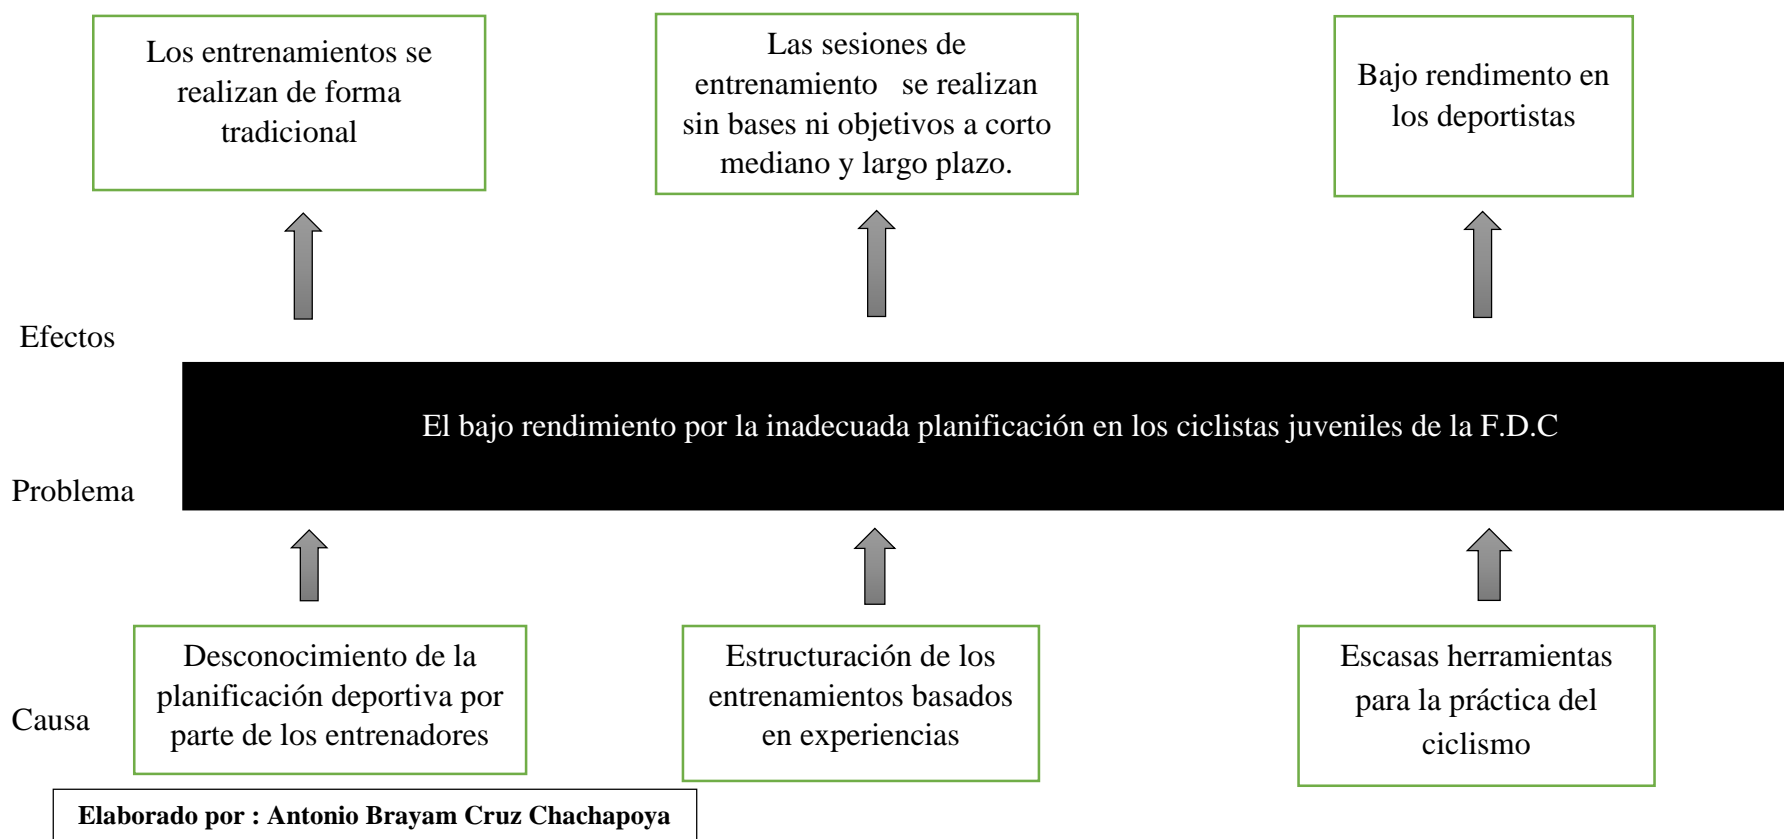 Los entrenamientos se
realizan de forma
tradicional
Las sesiones de
entrenamiento se realizan
sin bases ni objetivos a corto
mediano y largo plazo.
Bajo rendimento en
los deportistas
Efectos
El bajo rendimiento por la inadecuada planificación en los ciclistas juveniles de la F.D.C
Problema
Desconocimiento de la
planificación deportiva por
parte de los entrenadores
Estructuración de los
entrenamientos basados
en experiencias
Escasas herramientas
para la práctica del
ciclismo
Causa
Elaborado por : Antonio Brayam Cruz Chachapoya